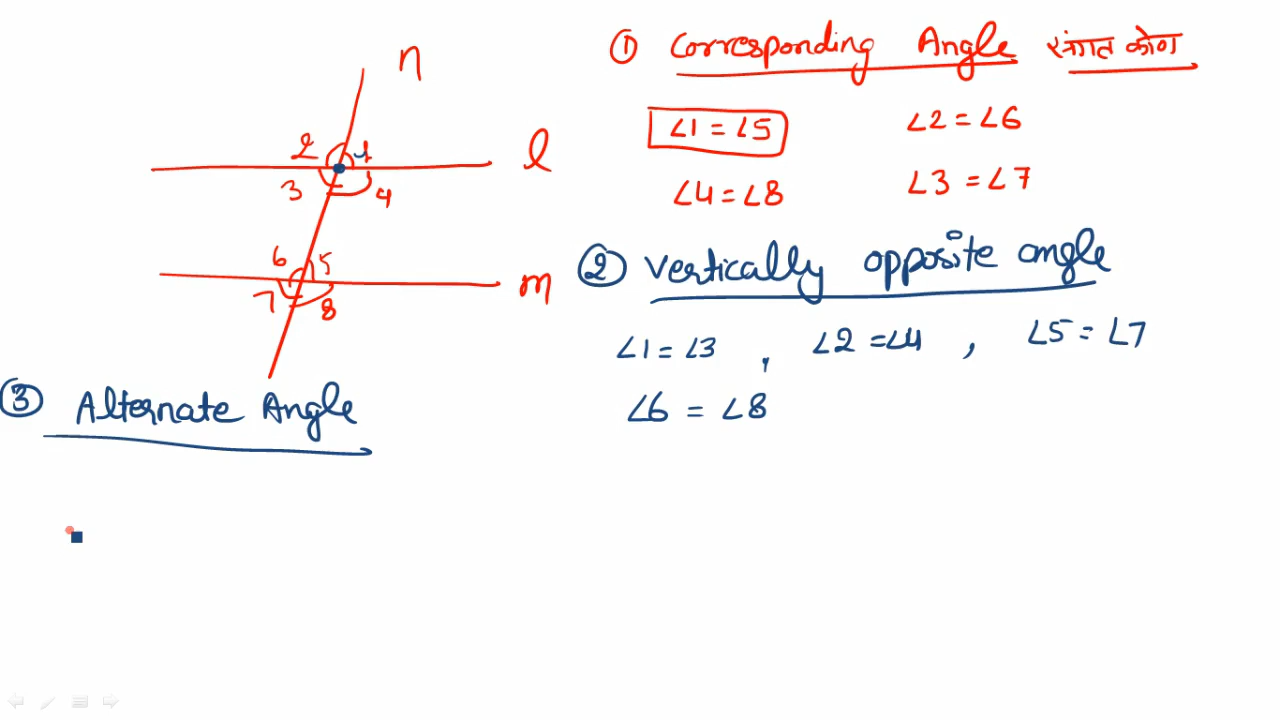 n
① Corresponding Angle संगत कोण
∠1 = ∠5 ∠2 = ∠6
2 1 l
3 4
∠4 = ∠8 ∠3 = ∠7
② Vertically opposite angle
6 5 m
7 8
∠1 = ∠3 , ∠2 = ∠4 , ∠5 = ∠7
③ Alternate Angle
∠6 = ∠8